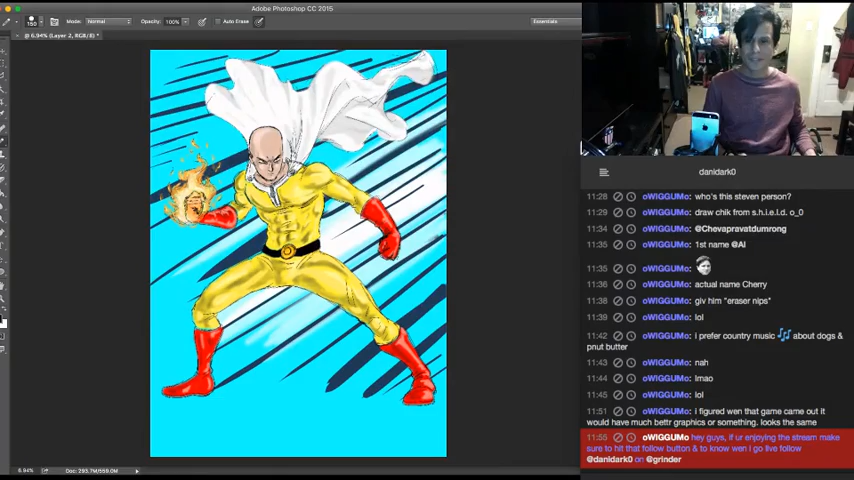 Adobe Photoshop CC 2015
150
Mode: Normal
Opacity: 100%
Auto Erase
Essentials
@ 6.94% (Layer 2, RGB/8) *
danidark0
11:28 oWIGGUMo: who's this steven person?
11:29 oWIGGUMo: draw chik from s.h.i.e.l.d. o_0
11:34 oWIGGUMo: @Chevapravatdumrong
11:35 oWIGGUMo: 1st name @Al
11:35 oWIGGUMo:
11:36 oWIGGUMo: actual name Cherry
11:38 oWIGGUMo: giv him "eraser nips"
11:39 oWIGGUMo: lol
11:42 oWIGGUMo: i prefer country music 🎶 about dogs &
pnut butter
11:43 oWIGGUMo: nah
11:44 oWIGGUMo: lmao
11:45 oWIGGUMo: lol
11:51 oWIGGUMo: i figured wen that game came out it
would have much bettr graphics or something. looks the same
11:55 oWIGGUMo hey guys, if ur enjoying the stream make
sure to hit that follow button & to know wen I go live follow
@danidark0 on @grinder
6.94%
Doc: 293.7M/559.0M